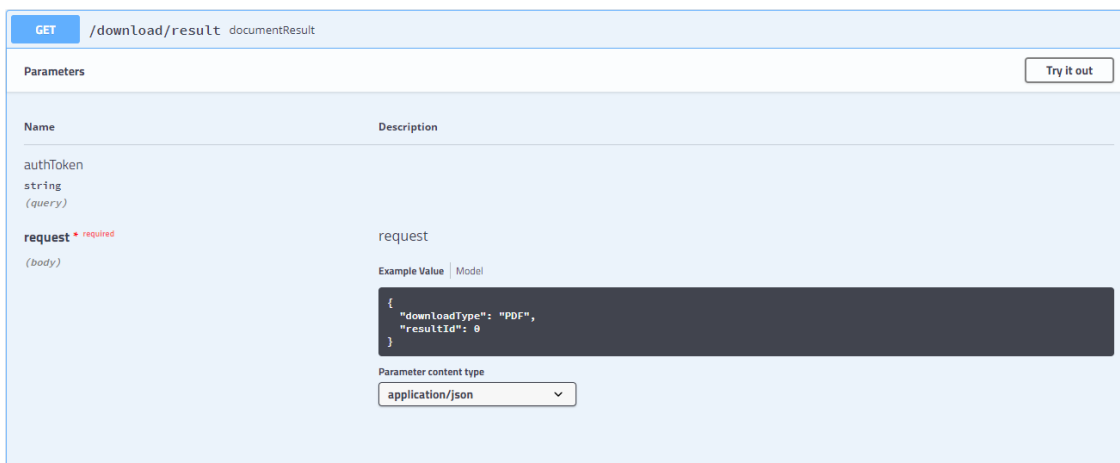 GET /download/result documentResult
Parameters Try it out
Name Description
authToken
string
(query)
request * required
(body)
request
Example Value Model
{
"downloadType": "PDF",
"resultId": 0
}
Parameter content type
application/json